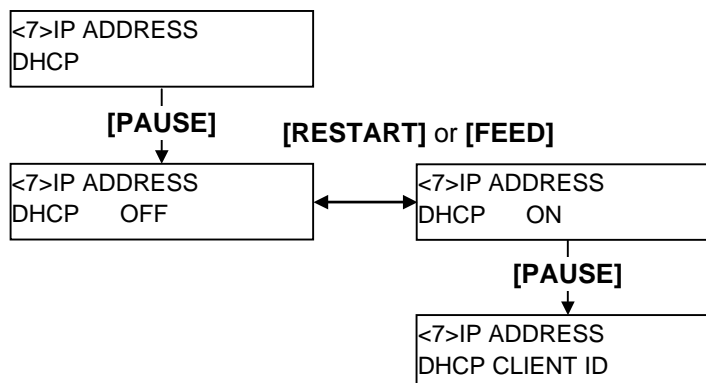 <7>IP ADDRESS
DHCP
[PAUSE]
[RESTART] or [FEED]
<7>IP ADDRESS
DHCP OFF
<7>IP ADDRESS
DHCP ON
[PAUSE]
<7>IP ADDRESS
DHCP CLIENT ID